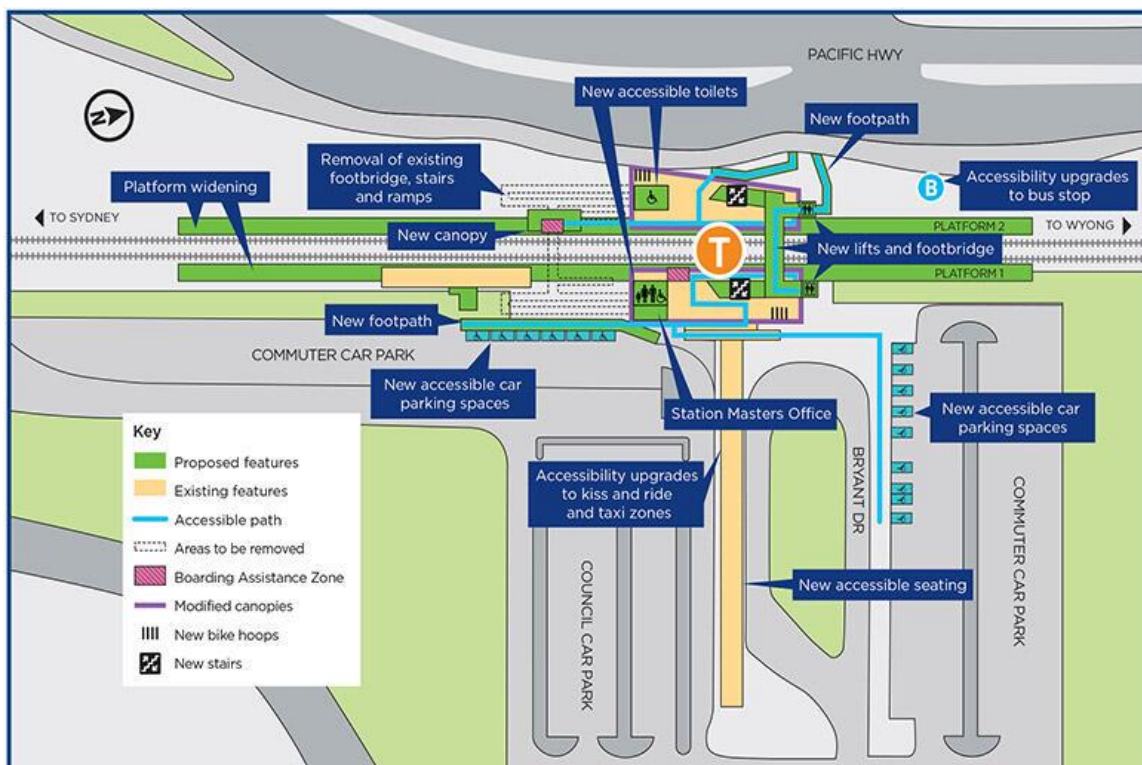 PACIFIC HWY
New accessible toilets
New footpath
N
Removal of existing
footbridge, stairs
and ramps
Platform widening
B
Accessibility upgrades
to bus stop
TO SYDNEY
New canopy
PLATFORM 2
TO WYONG
T
New lifts and footbridge
PLATFORM 1
New footpath
COMMUTER CAR PARK
New accessible car
parking spaces
Station Masters Office
New accessible car
parking spaces
Key
Proposed features
Existing features
Accessible path
Areas to be removed
Boarding Assistance Zone
Modified canopies
New bike hoops
New stairs
Accessibility upgrades
to kiss and ride
and taxi zones
BRYANT DR
COMMUTER CAR PARK
COUNCIL CAR PARK
New accessible seating